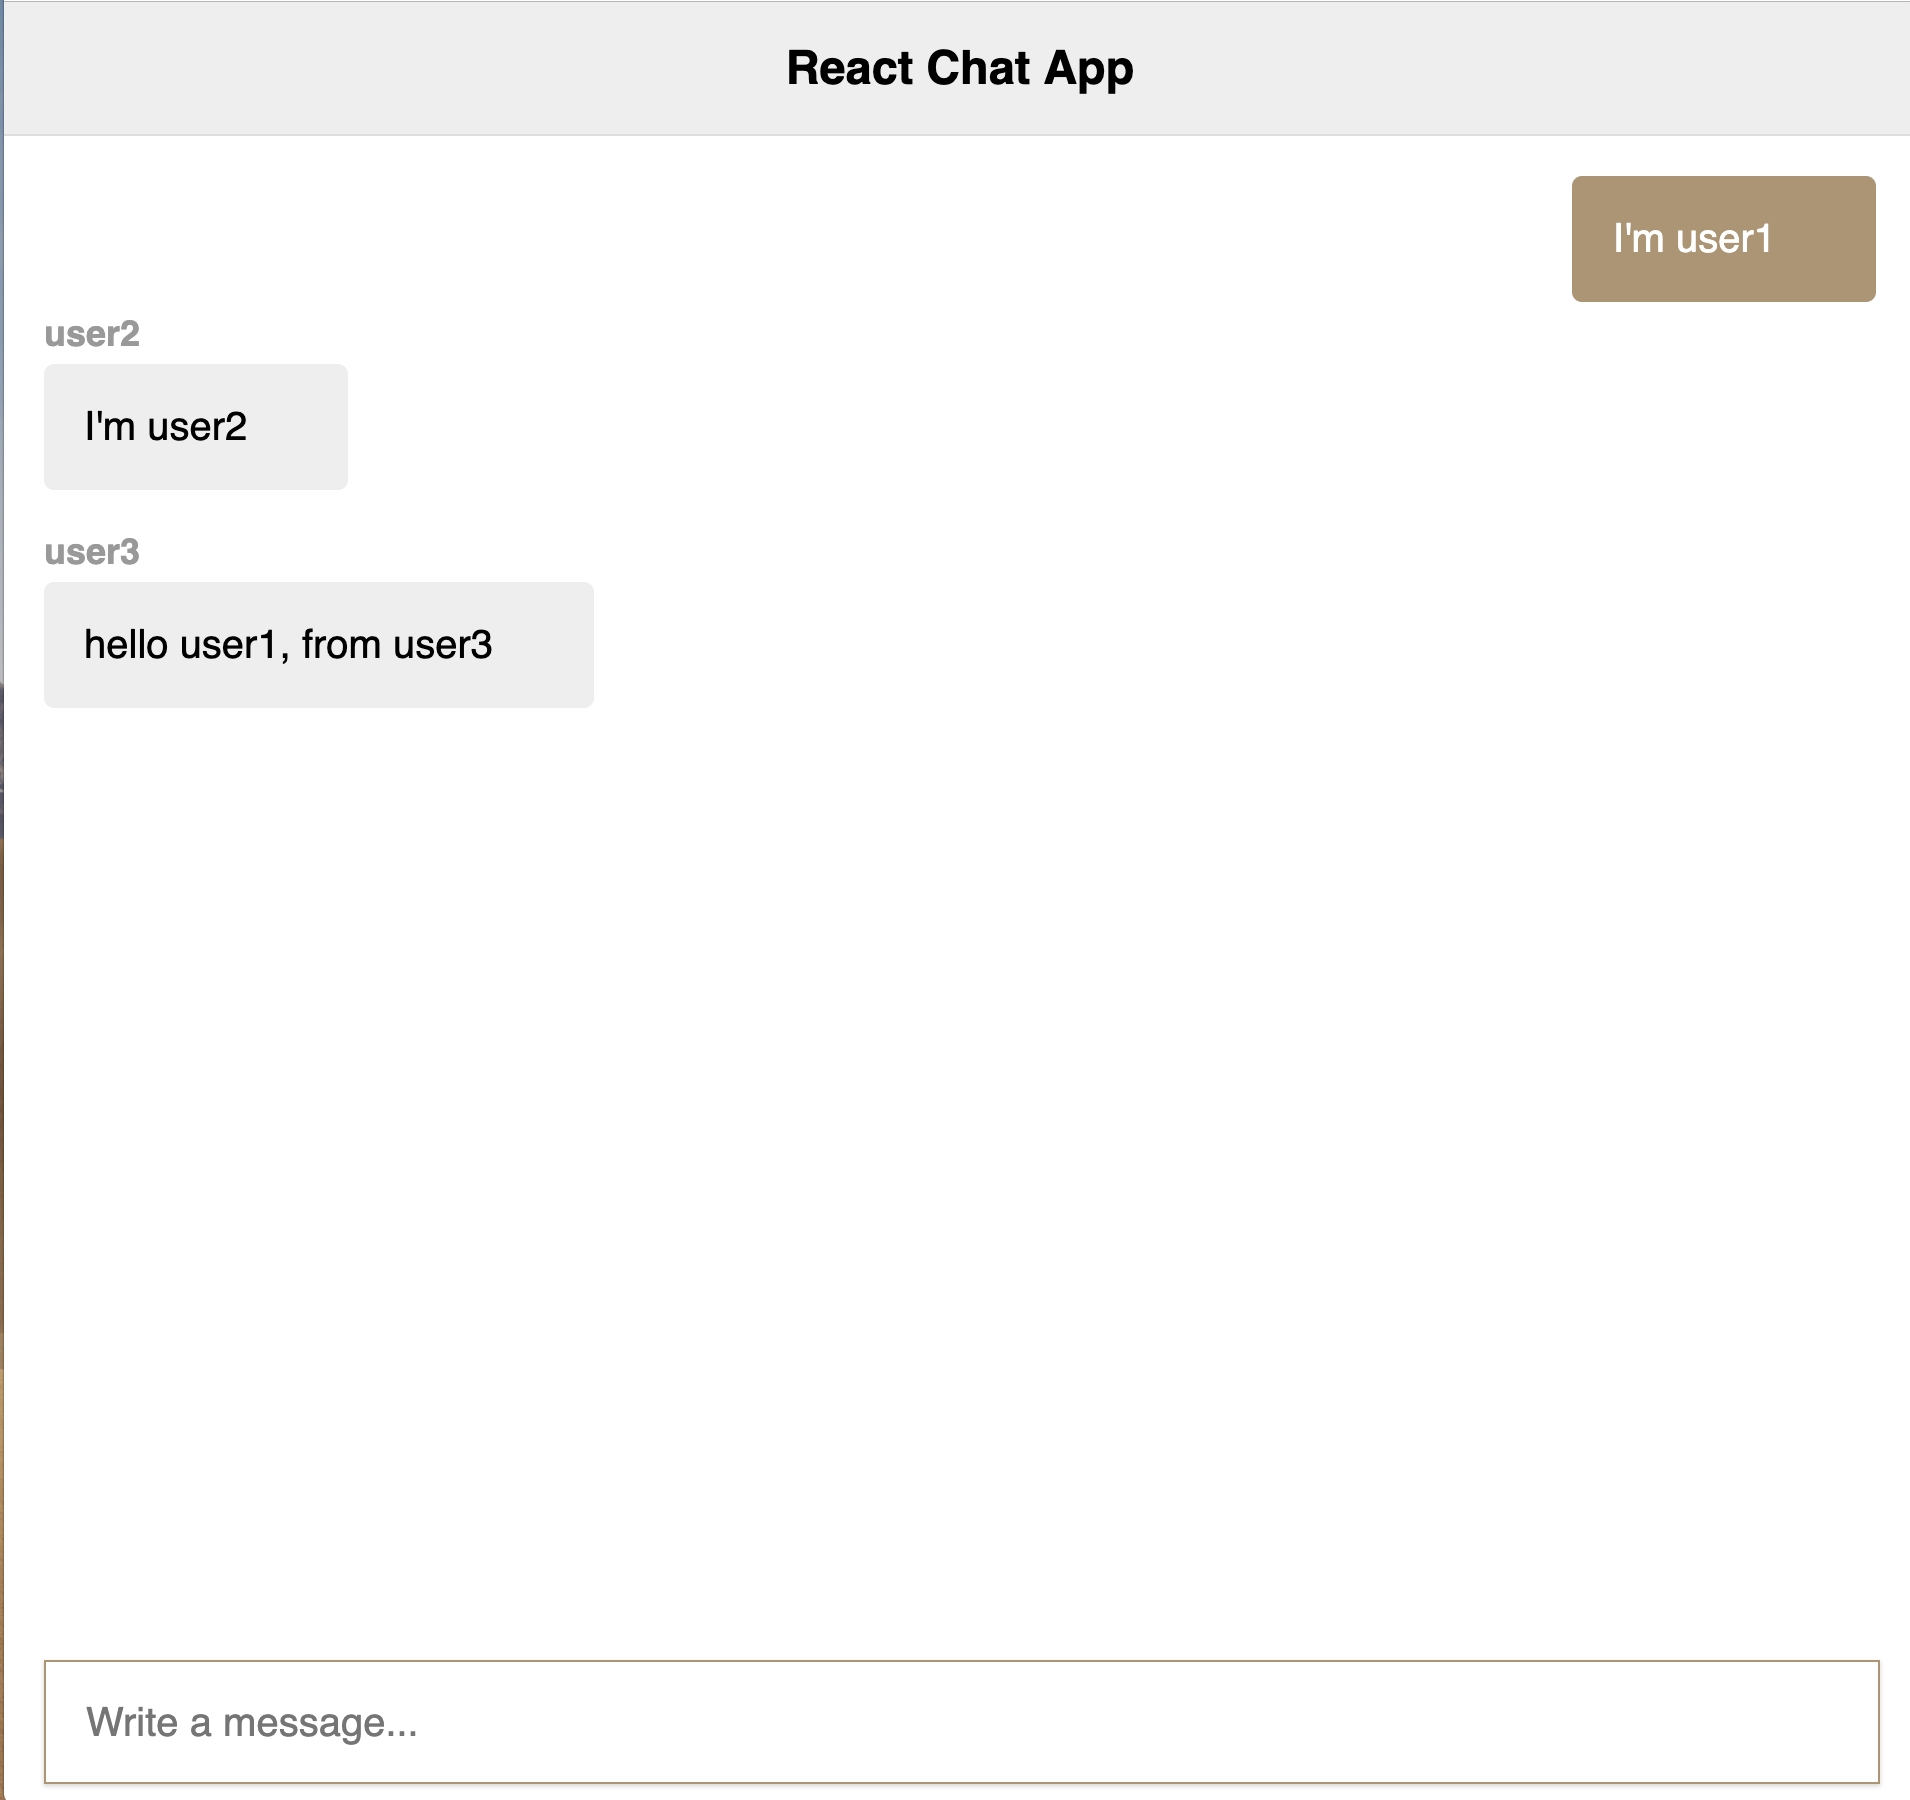 React Chat App
I'm user1
user2
I'm user2
user3
hello user1, from user3
Write a message...